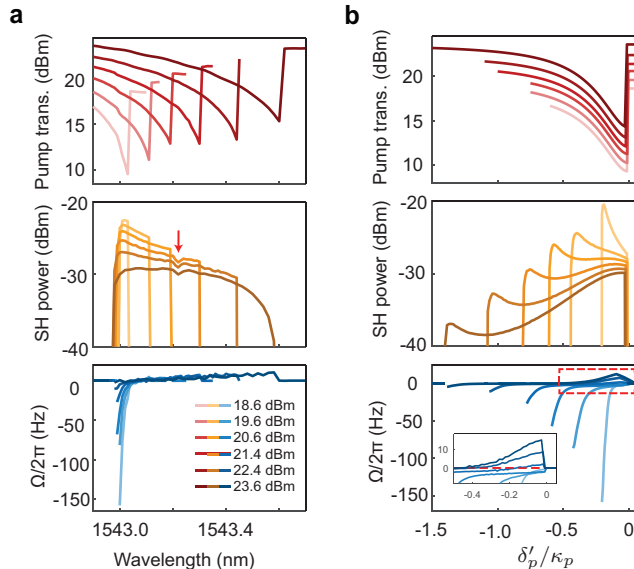 a
b
Pump trans. (dBm)
20
15
10
Pump trans. (dBm)
20
15
10
SH power (dBm)
-20
-30
-40
SH power (dBm)
-20
-30
-40
Ω/2π (Hz)
0
-50
-100
-150
18.6 dBm
19.6 dBm
20.6 dBm
21.4 dBm
22.4 dBm
23.6 dBm
1543.0
1543.4
Wavelength (nm)
Ω/2π (Hz)
0
-50
-100
-150
10
0
-0.4
-0.2
0
-1.5
-1.0
-0.5
0
δ′p/κp